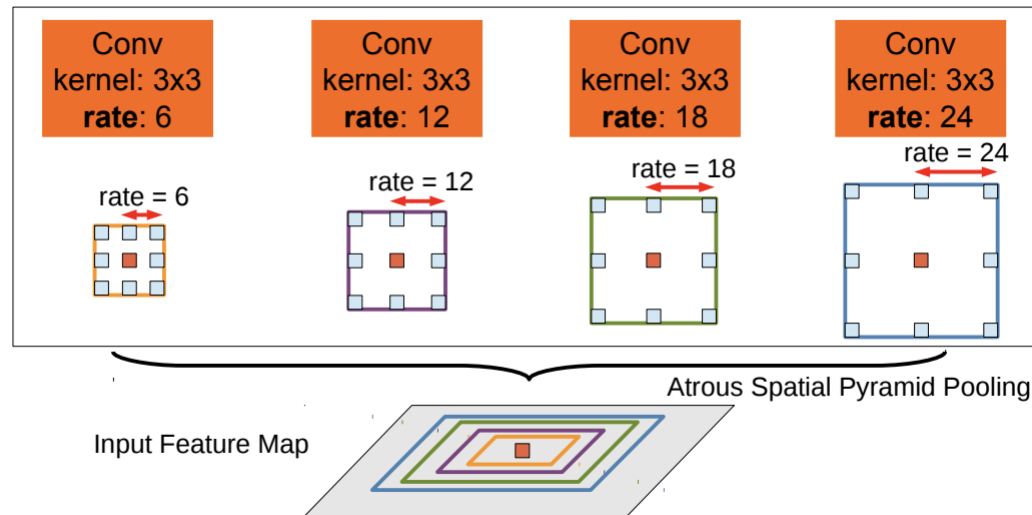 Conv
kernel: 3x3
rate: 6
Conv
kernel: 3x3
rate: 12
Conv
kernel: 3x3
rate: 18
Conv
kernel: 3x3
rate: 24
rate = 6
rate = 12
rate = 18
rate = 24
Atrous Spatial Pyramid Pooling
Input Feature Map